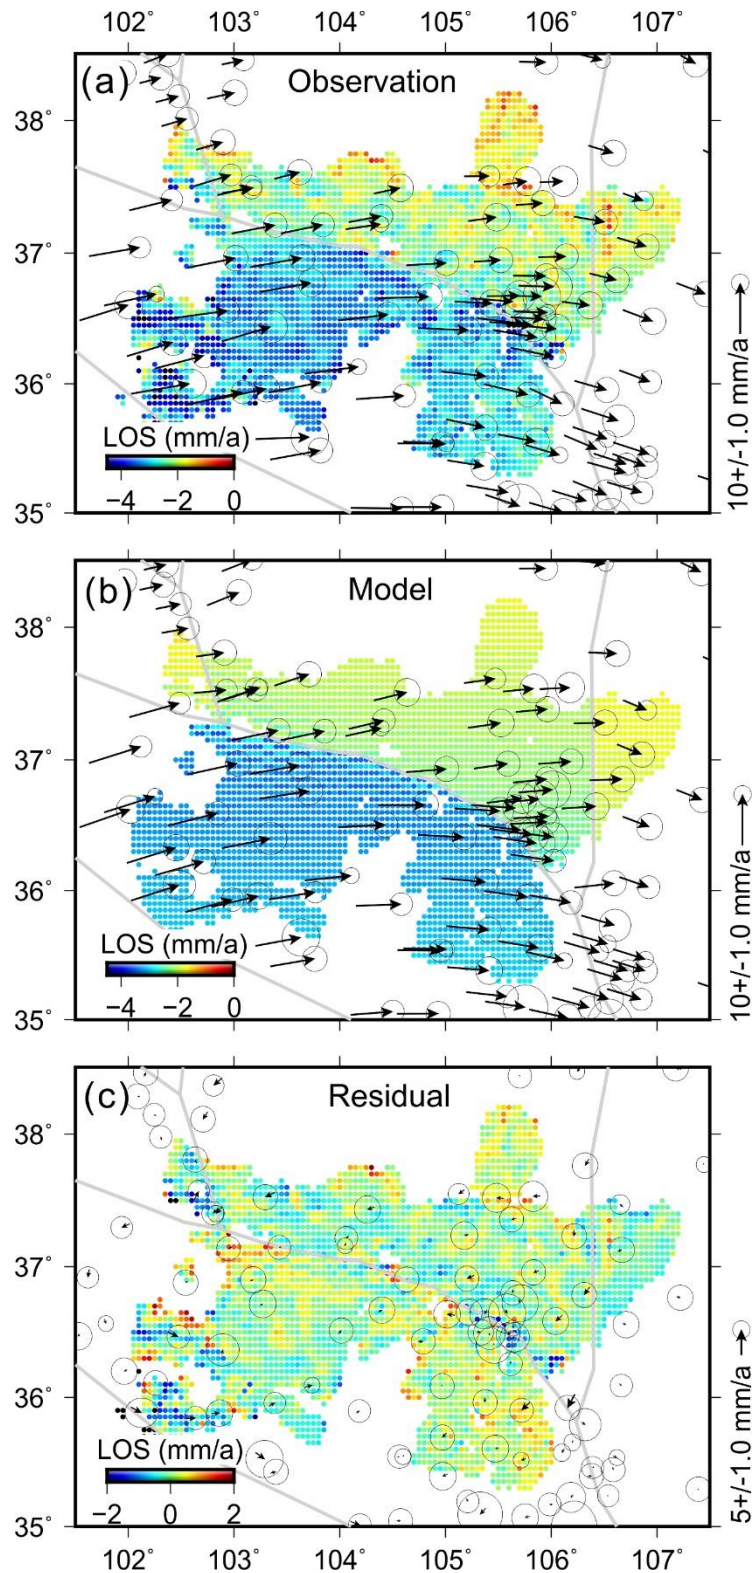 102° 103° 104° 105° 106° 107°
(a) Observation
38°
37°
36°
35°
LOS (mm/a)
−4 −2 0
10+/-1.0 mm/a
(b) Model
38°
37°
36°
35°
LOS (mm/a)
−4 −2 0
10+/-1.0 mm/a
(c) Residual
38°
37°
36°
35°
LOS (mm/a)
−2 0 2
5+/-1.0 mm/a
102° 103° 104° 105° 106° 107°